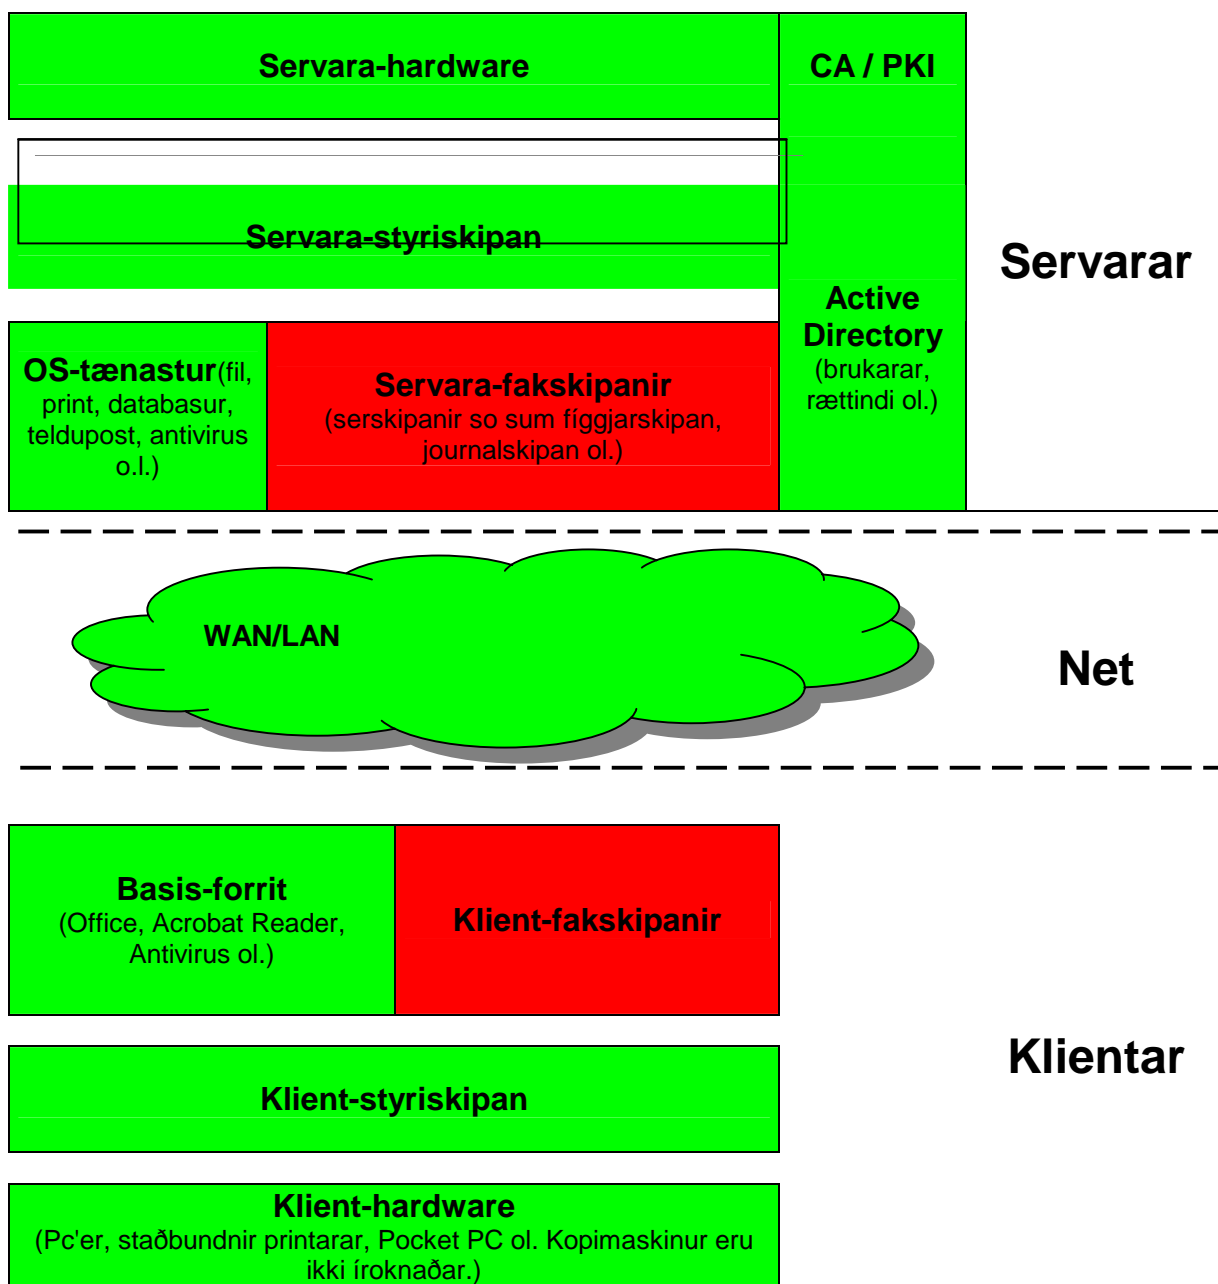 Servara-hardware
CA / PKI
Servara-styriskipan
Servarar
Active
Directory
(brukarar,
rættindi ol.)
OS-tænastur(fil,
print, databasur,
teldupost, antivirus
o.l.)
Servara-fakskipanir
(serskipanir so sum fíggjarskipan,
journalskipan ol.)
WAN/LAN
Net
Basis-forrit
(Office, Acrobat Reader,
Antivirus ol.)
Klient-fakskipanir
Klientar
Klient-styriskipan
Klient-hardware
(Pc'er, staðbundnir printarar, Pocket PC ol. Kopimaskinur eru
ikki íroknaðar.)